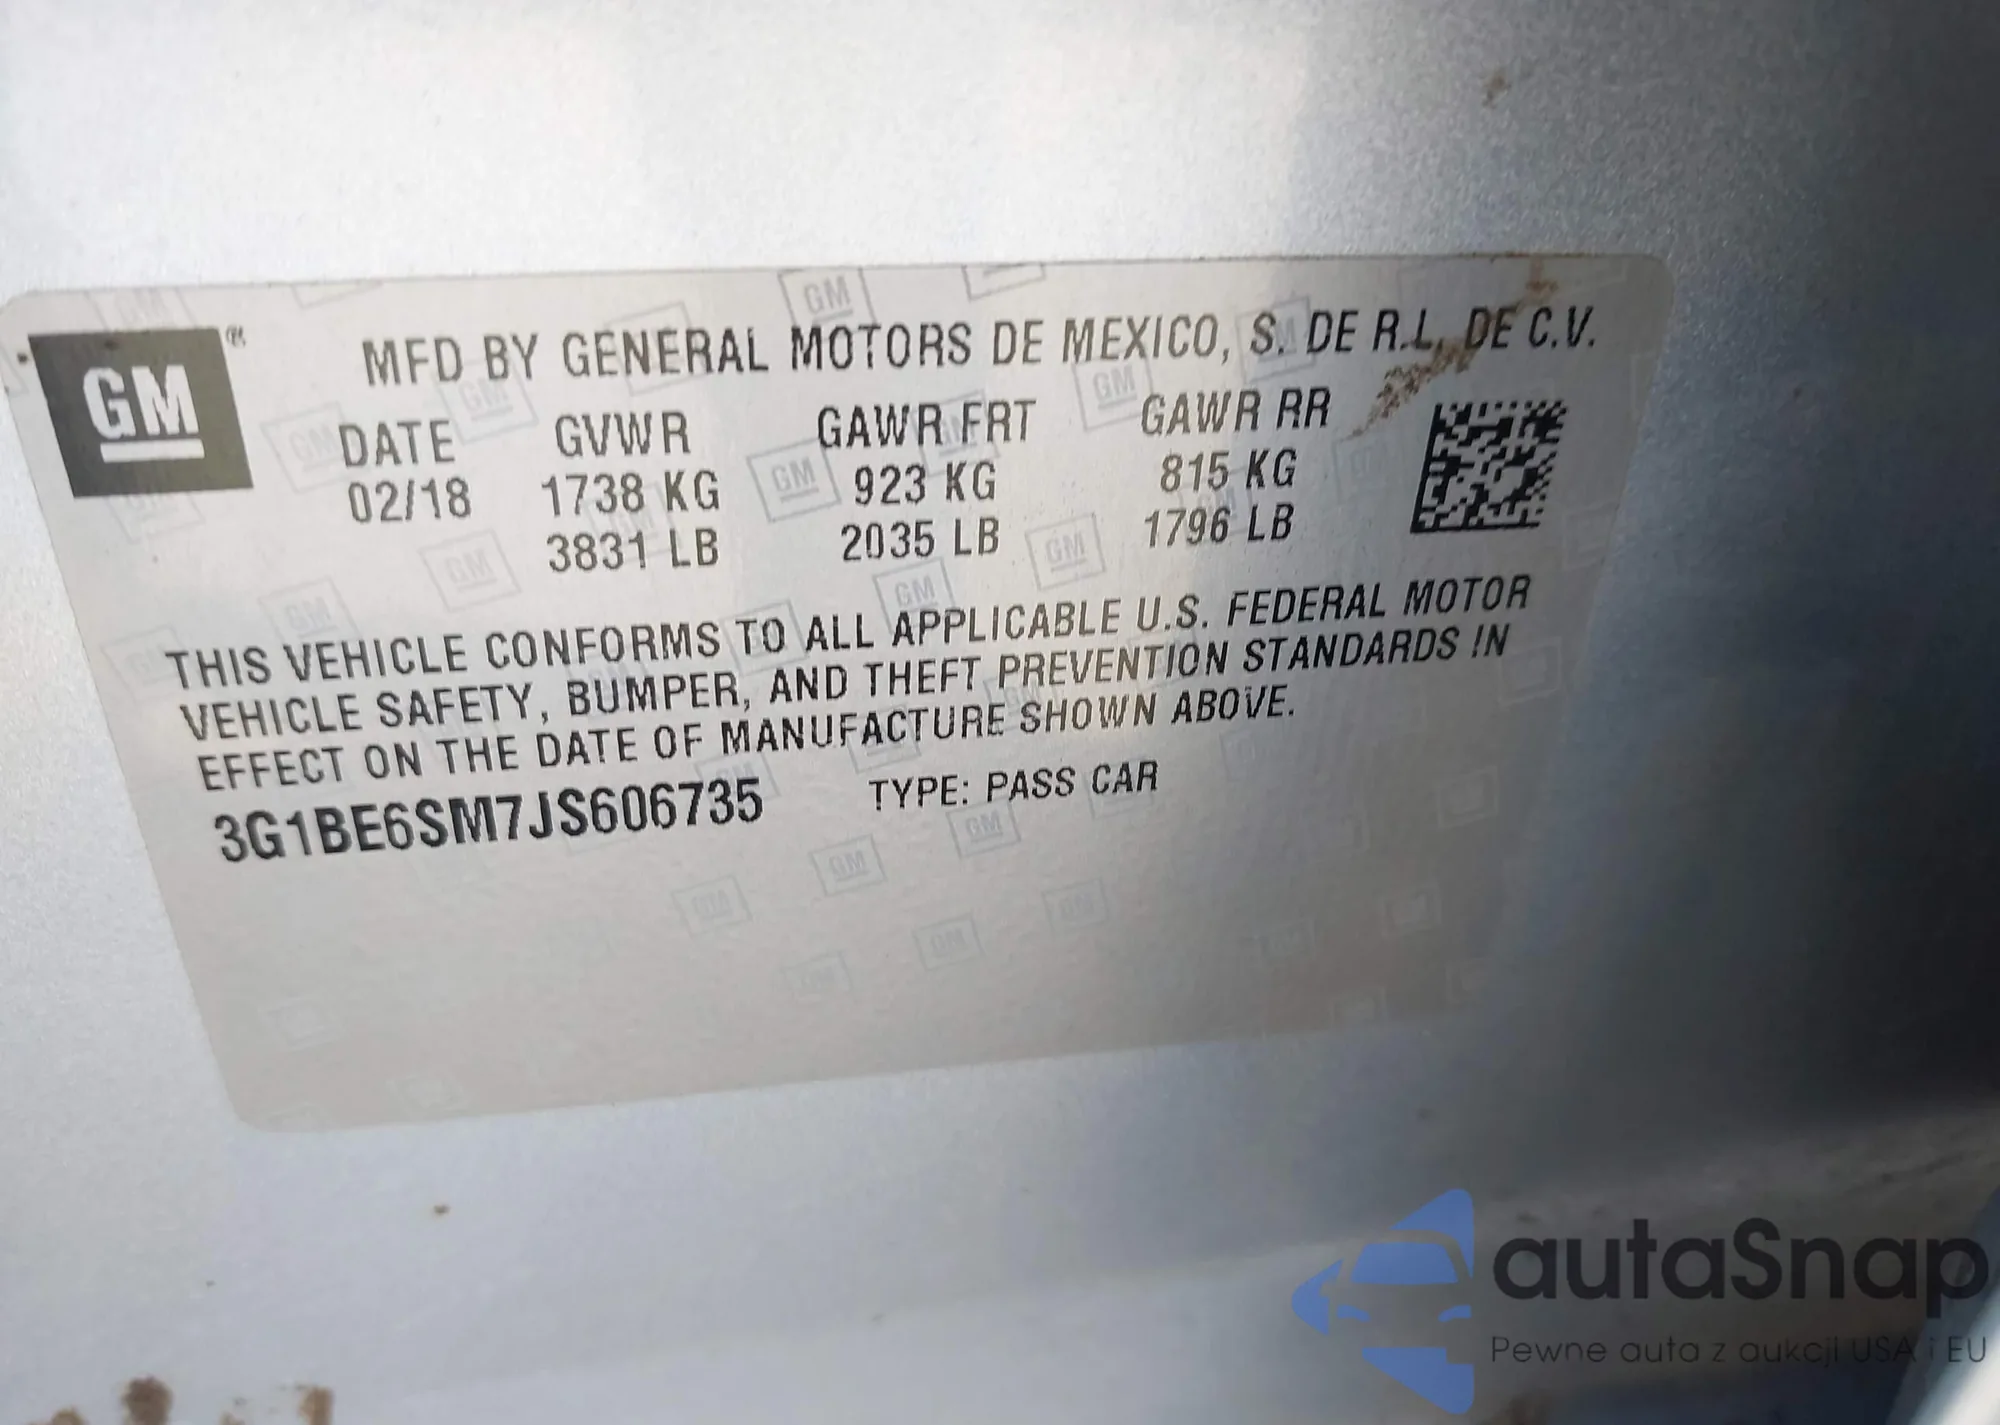 GM ®
MFD BY GENERAL MOTORS DE MEXICO, S. DE R.L. DE C.V.
DATE GVWR GAWR FRT GAWR RR
02/18 1738 KG 923 KG 815 KG
3831 LB 2035 LB 1796 LB
THIS VEHICLE CONFORMS TO ALL APPLICABLE U.S. FEDERAL MOTOR
VEHICLE SAFETY, BUMPER, AND THEFT PREVENTION STANDARDS IN
EFFECT ON THE DATE OF MANUFACTURE SHOWN ABOVE.
3G1BE6SM7JS606735 TYPE: PASS CAR
autaSnap
Pewne auta z aukcji USA i EU